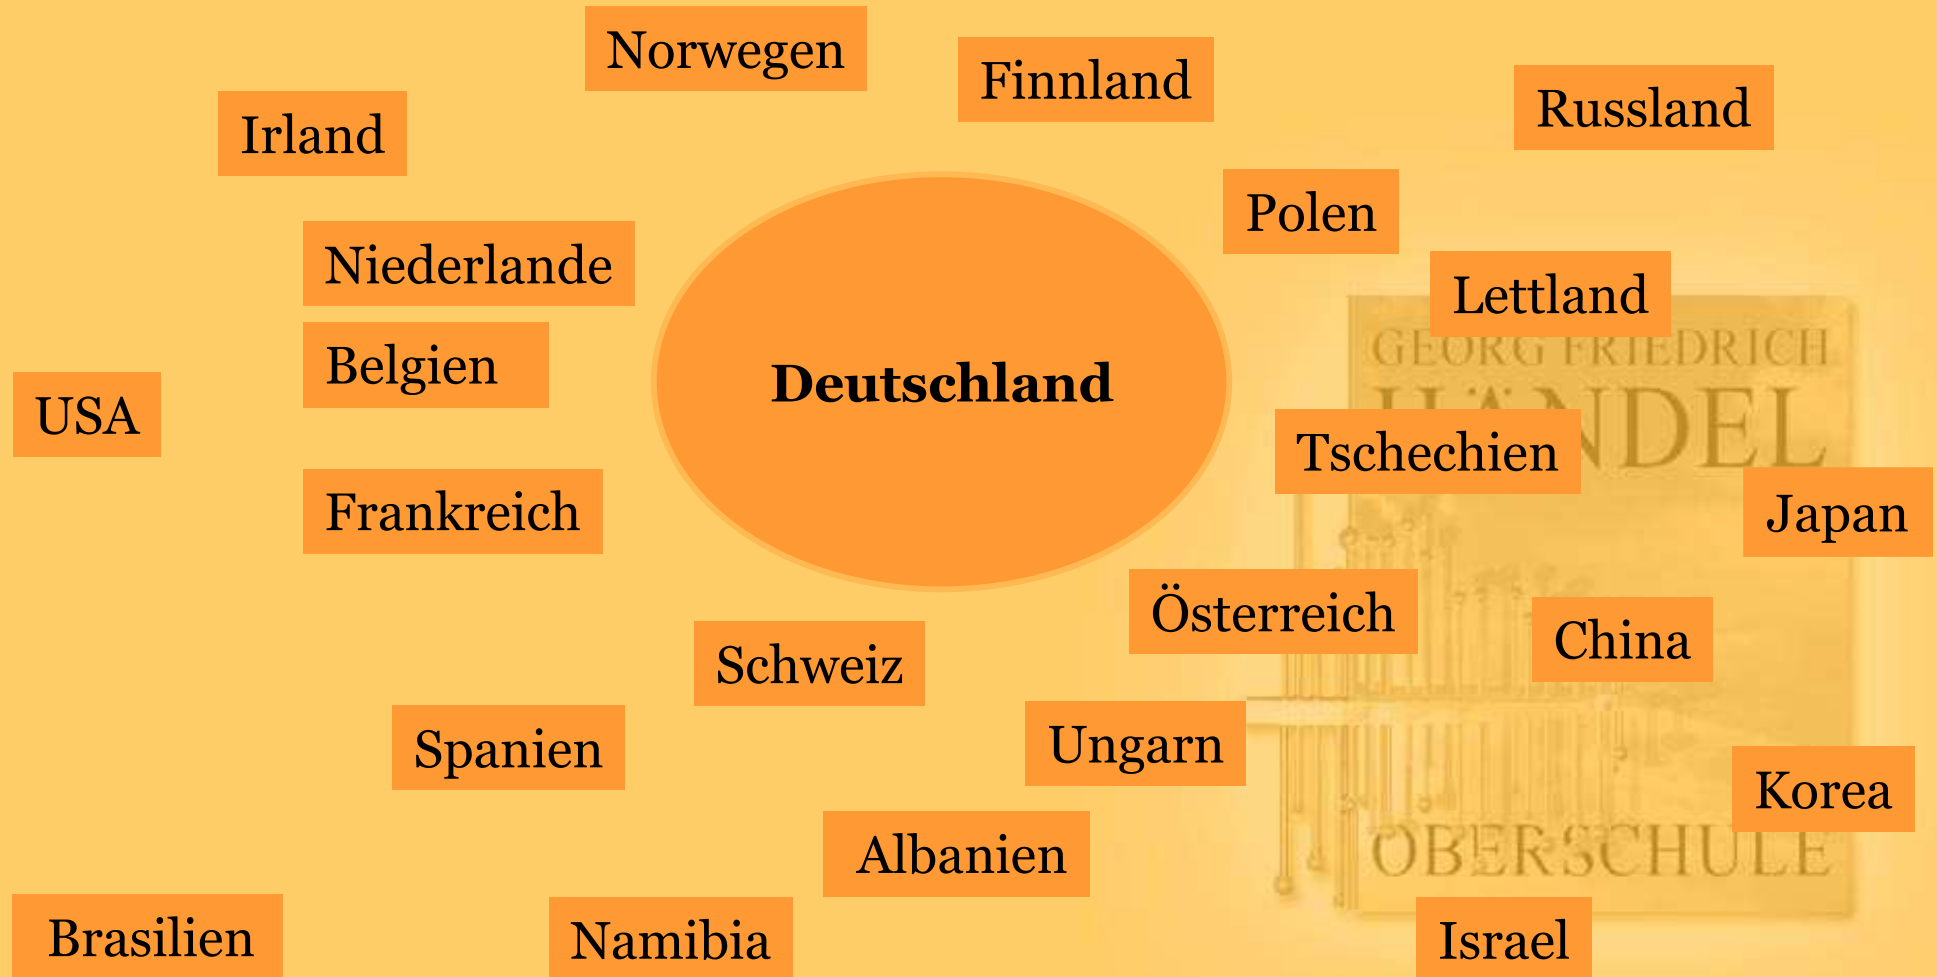 Norwegen
Finnland
Russland
Irland
Polen
Niederlande
Lettland
GEORG FRIEDRICH
Belgien
Deutschland
USA
HÄNDEL
Tschechien
Frankreich
Japan
Österreich
China
Schweiz
Spanien
Ungarn
Korea
Albanien
OBERSCHULE
Brasilien
Namibia
Israel